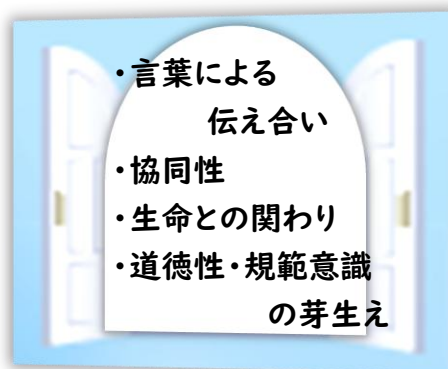 ・言葉による
伝え合い
・協同性
・生命との関わり
・道徳性・規範意識
の芽生え